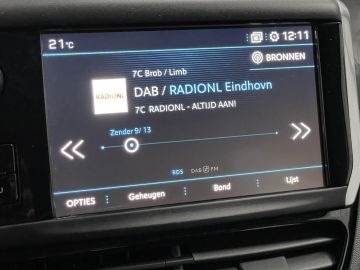 21°C 12:11
BRONNEN
7C Brab / Limb
RADIONL
DAB / RADIONL Eindhovn
7C RADIONL - ALTIJD AAN!
Zender 9/ 13
RDS DAB FM
OPTIES Geheugen Band Lijst